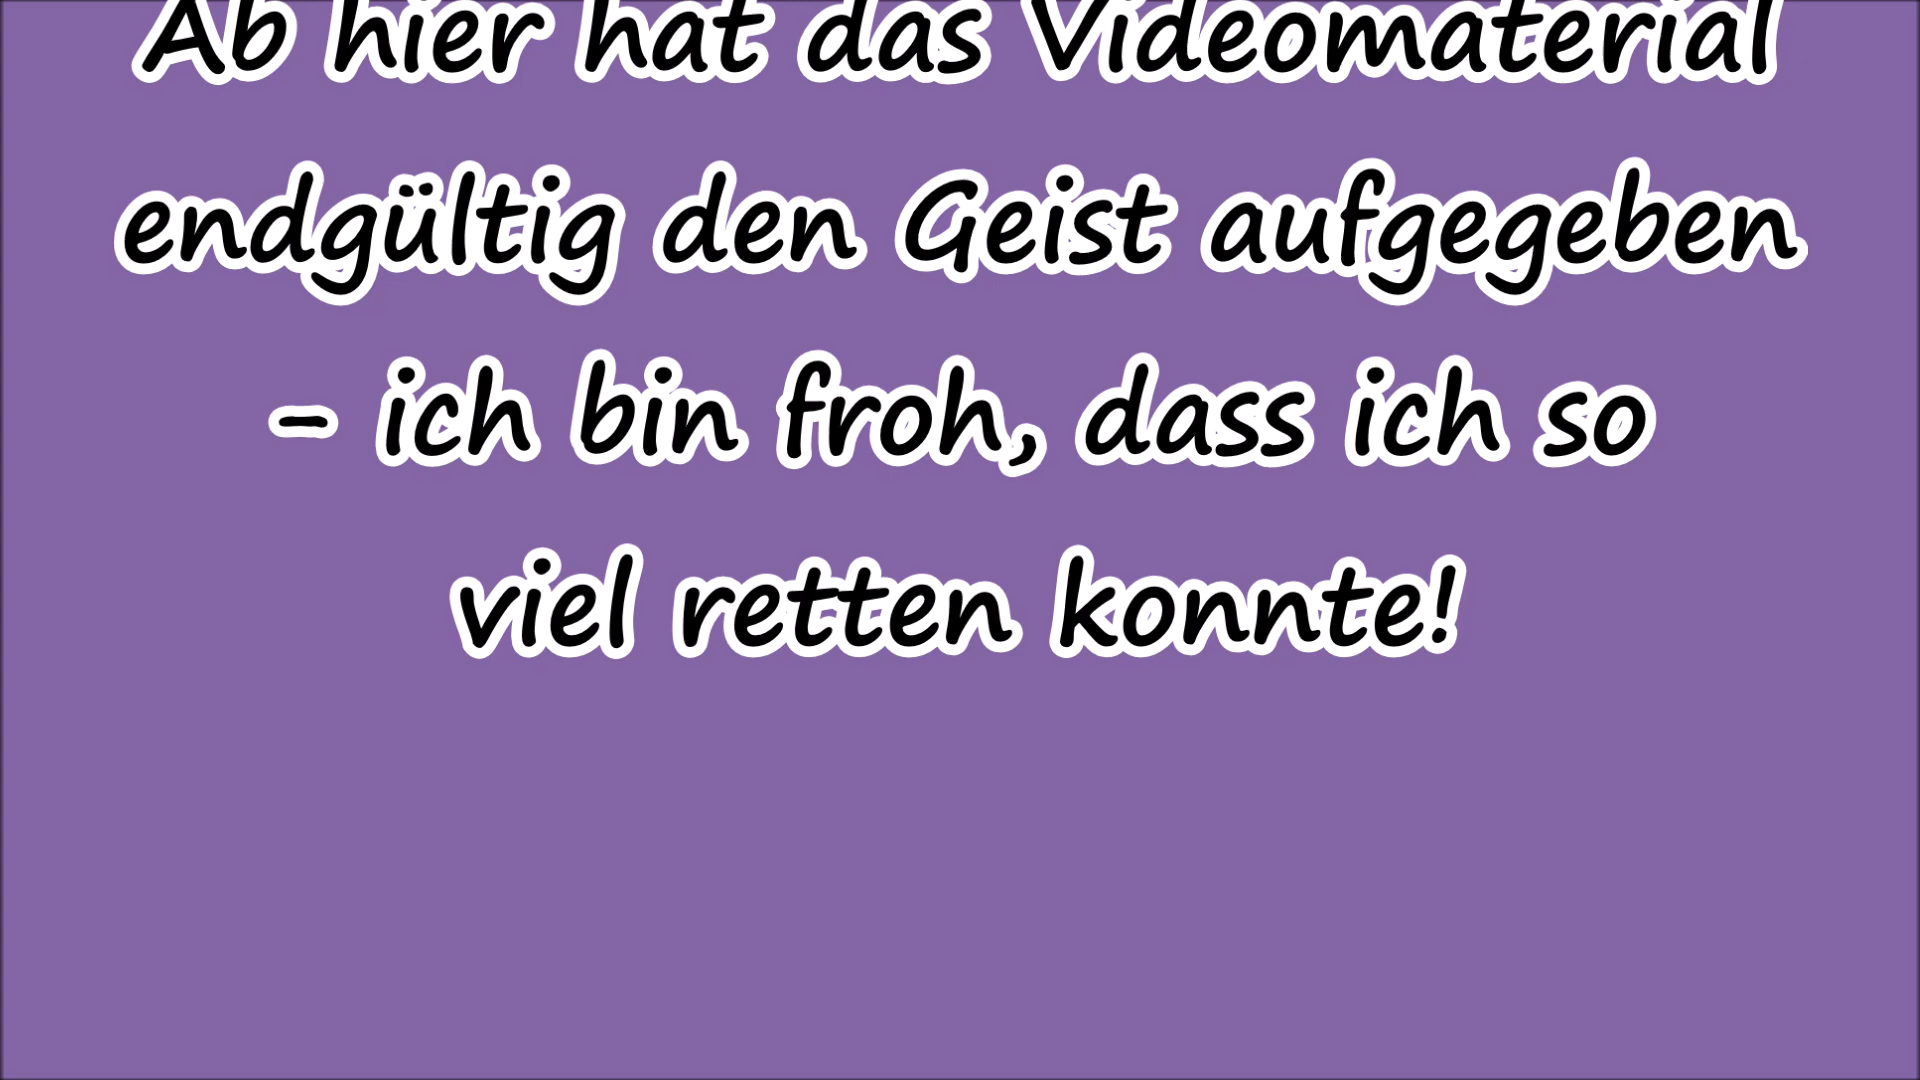 Ab hier hat das Videomaterial
endgültig den Geist aufgegeben
– ich bin froh, dass ich so
viel retten konnte!